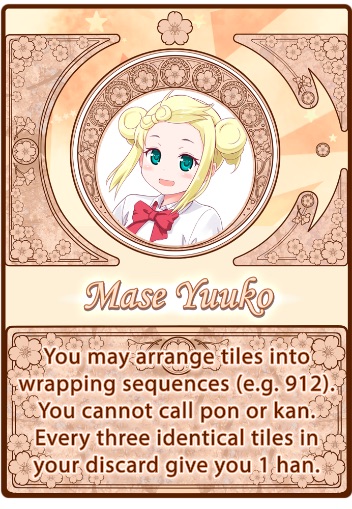 Mase Yuuko
You may arrange tiles into
wrapping sequences (e.g. 912).
You cannot call pon or kan.
Every three identical tiles in
your discard give you 1 han.